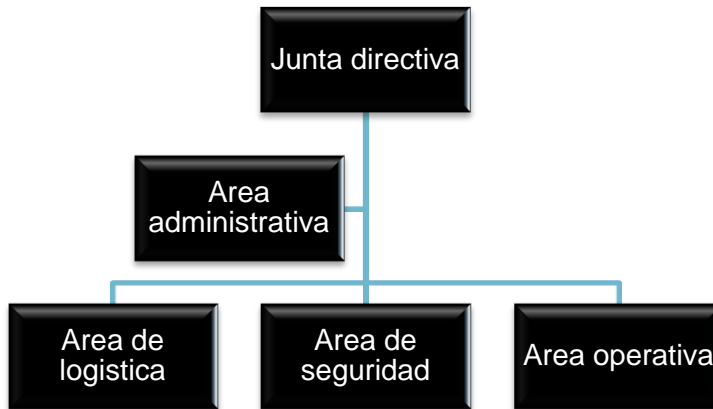 Junta directiva
Area
administrativa
Area de
logistica
Area de
seguridad
Area operativa